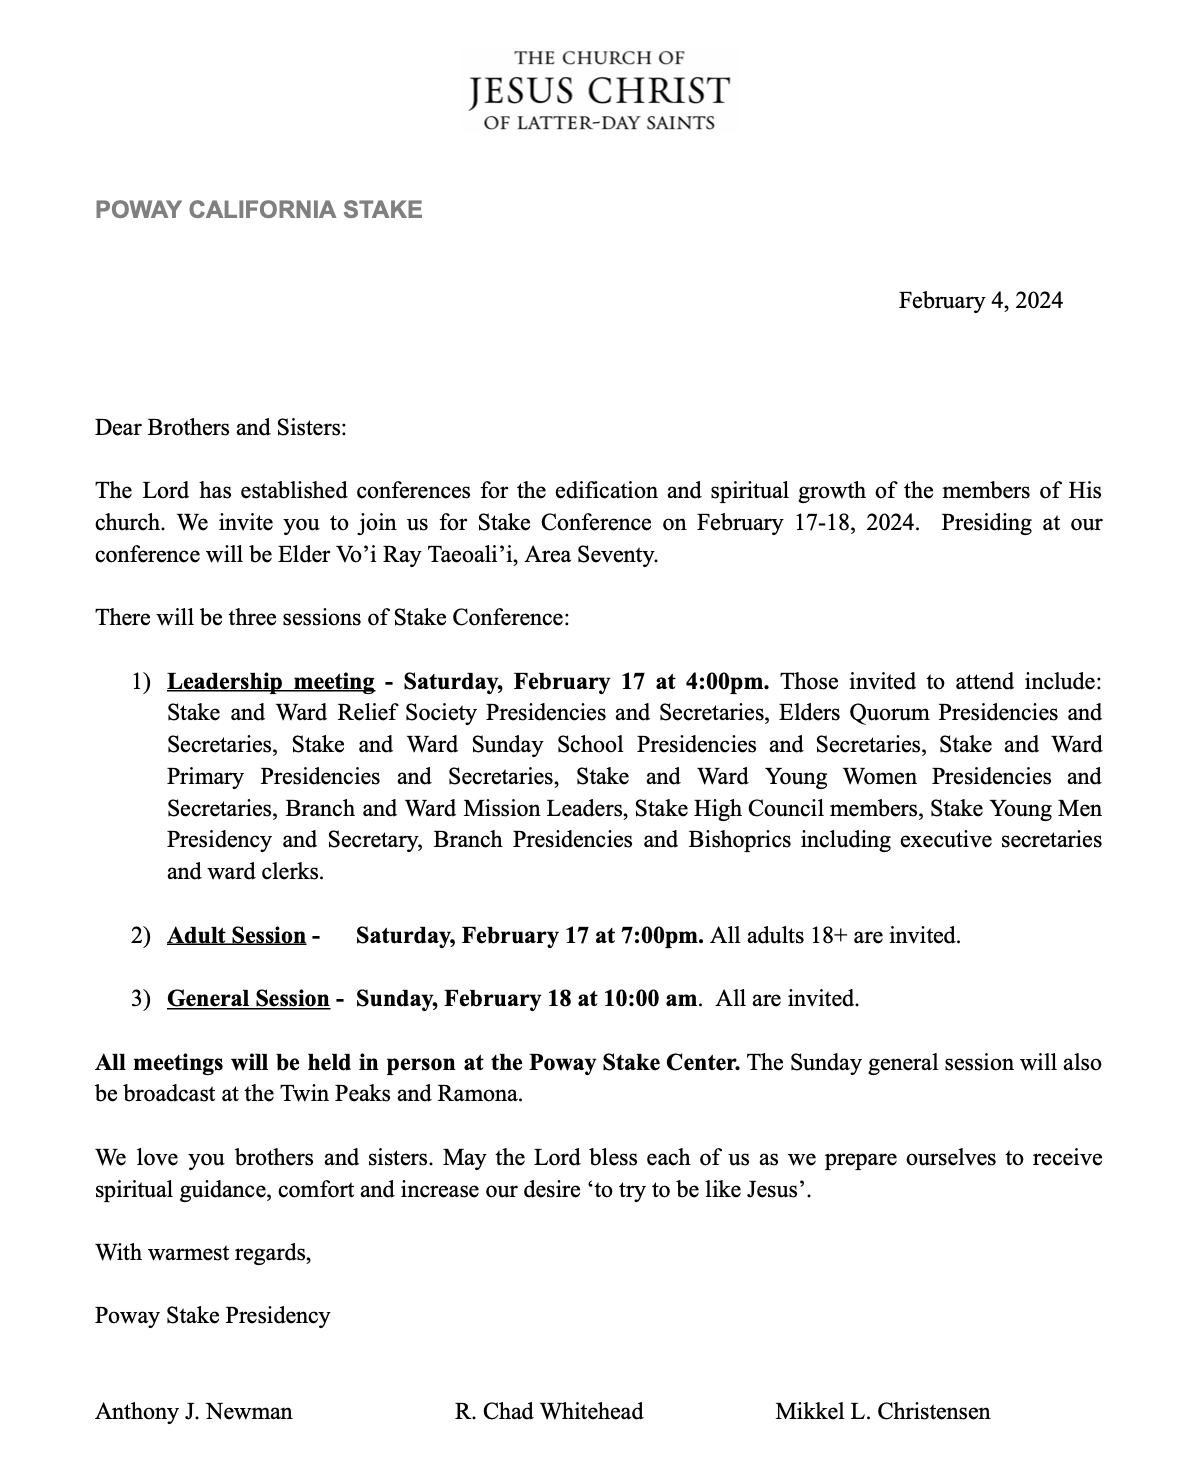 THE CHURCH OF
JESUS CHRIST
OF LATTER-DAY SAINTS
POWAY CALIFORNIA STAKE
February 4, 2024
Dear Brothers and Sisters:
The Lord has established conferences for the edification and spiritual growth of the members of His
church. We invite you to join us for Stake Conference on February 17-18, 2024.  Presiding at our
conference will be Elder Vo’i Ray Taeoali’i, Area Seventy.
There will be three sessions of Stake Conference:
1) Leadership meeting - Saturday, February 17 at 4:00pm. Those invited to attend include:
Stake and Ward Relief Society Presidencies and Secretaries, Elders Quorum Presidencies and
Secretaries, Stake and Ward Sunday School Presidencies and Secretaries, Stake and Ward
Primary Presidencies and Secretaries, Stake and Ward Young Women Presidencies and
Secretaries, Branch and Ward Mission Leaders, Stake High Council members, Stake Young Men
Presidency and Secretary, Branch Presidencies and Bishoprics including executive secretaries
and ward clerks.
2) Adult Session - Saturday, February 17 at 7:00pm. All adults 18+ are invited.
3) General Session - Sunday, February 18 at 10:00 am.  All are invited.
All meetings will be held in person at the Poway Stake Center. The Sunday general session will also
be broadcast at the Twin Peaks and Ramona.
We love you brothers and sisters. May the Lord bless each of us as we prepare ourselves to receive
spiritual guidance, comfort and increase our desire ‘to try to be like Jesus’.
With warmest regards,
Poway Stake Presidency
Anthony J. Newman R. Chad Whitehead Mikkel L. Christensen